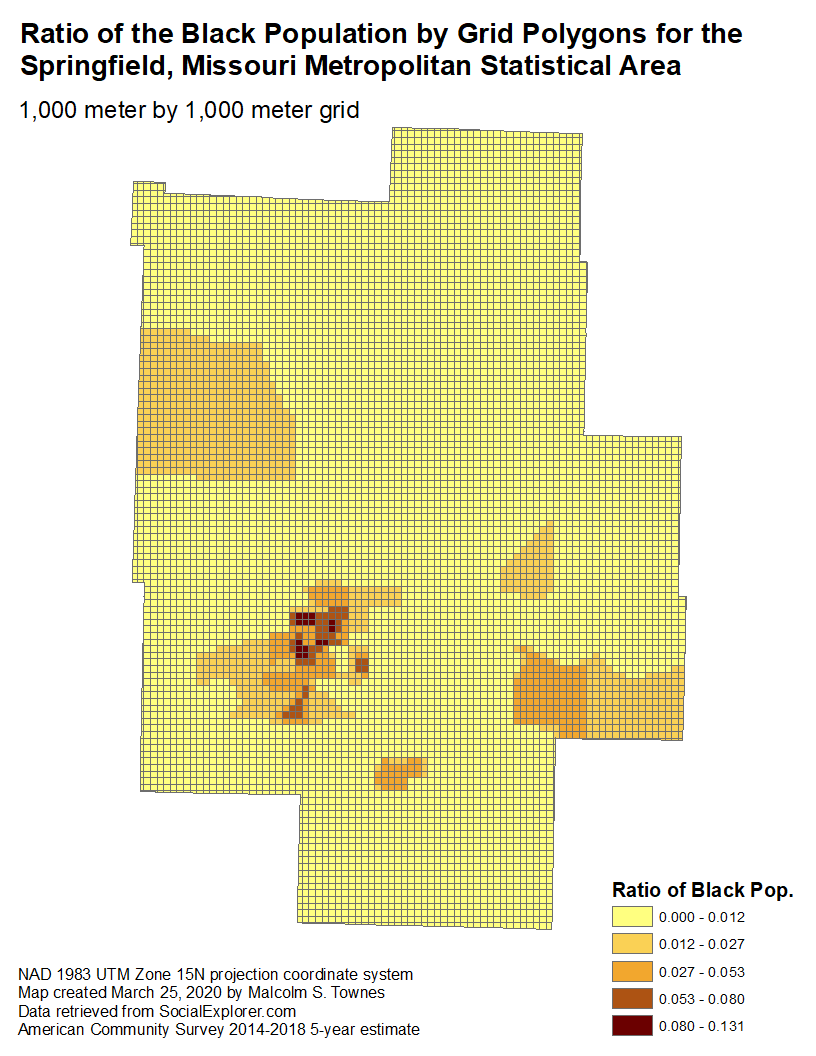 Ratio of the Black Population by Grid Polygons for the
Springfield, Missouri Metropolitan Statistical Area
1,000 meter by 1,000 meter grid
Ratio of Black Pop.
0.000 - 0.012
0.012 - 0.027
0.027 - 0.053
0.053 - 0.080
0.080 - 0.131
NAD 1983 UTM Zone 15N projection coordinate system
Map created March 25, 2020 by Malcolm S. Townes
Data retrieved from SocialExplorer.com
American Community Survey 2014-2018 5-year estimate